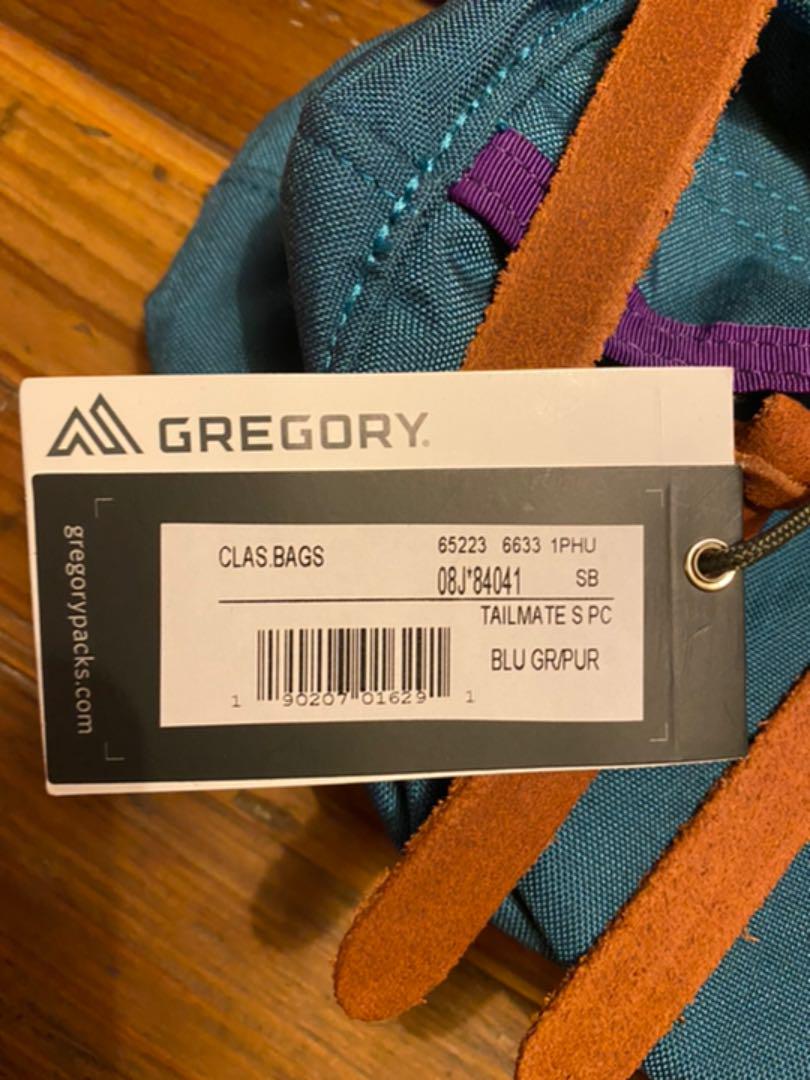 GREGORY.
gregorypacks.com
CLAS.BAGS
65223 6633 1PHU
08J*84041 SB
TAILMATE S PC
BLU GR/PUR
1 90207 01629 1